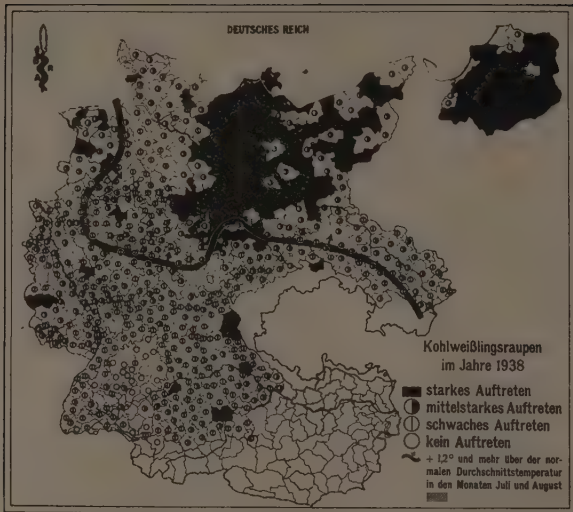 DEUTSCHES REICH
Kohlweißlingsraupen
im Jahre 1938
starkes Auftreten
mittelstarkes Auftreten
schwaches Auftreten
kein Auftreten
+ 1,2° und mehr über der nor-
malen Durchschnittstemperatur
in den Monaten Juli und August